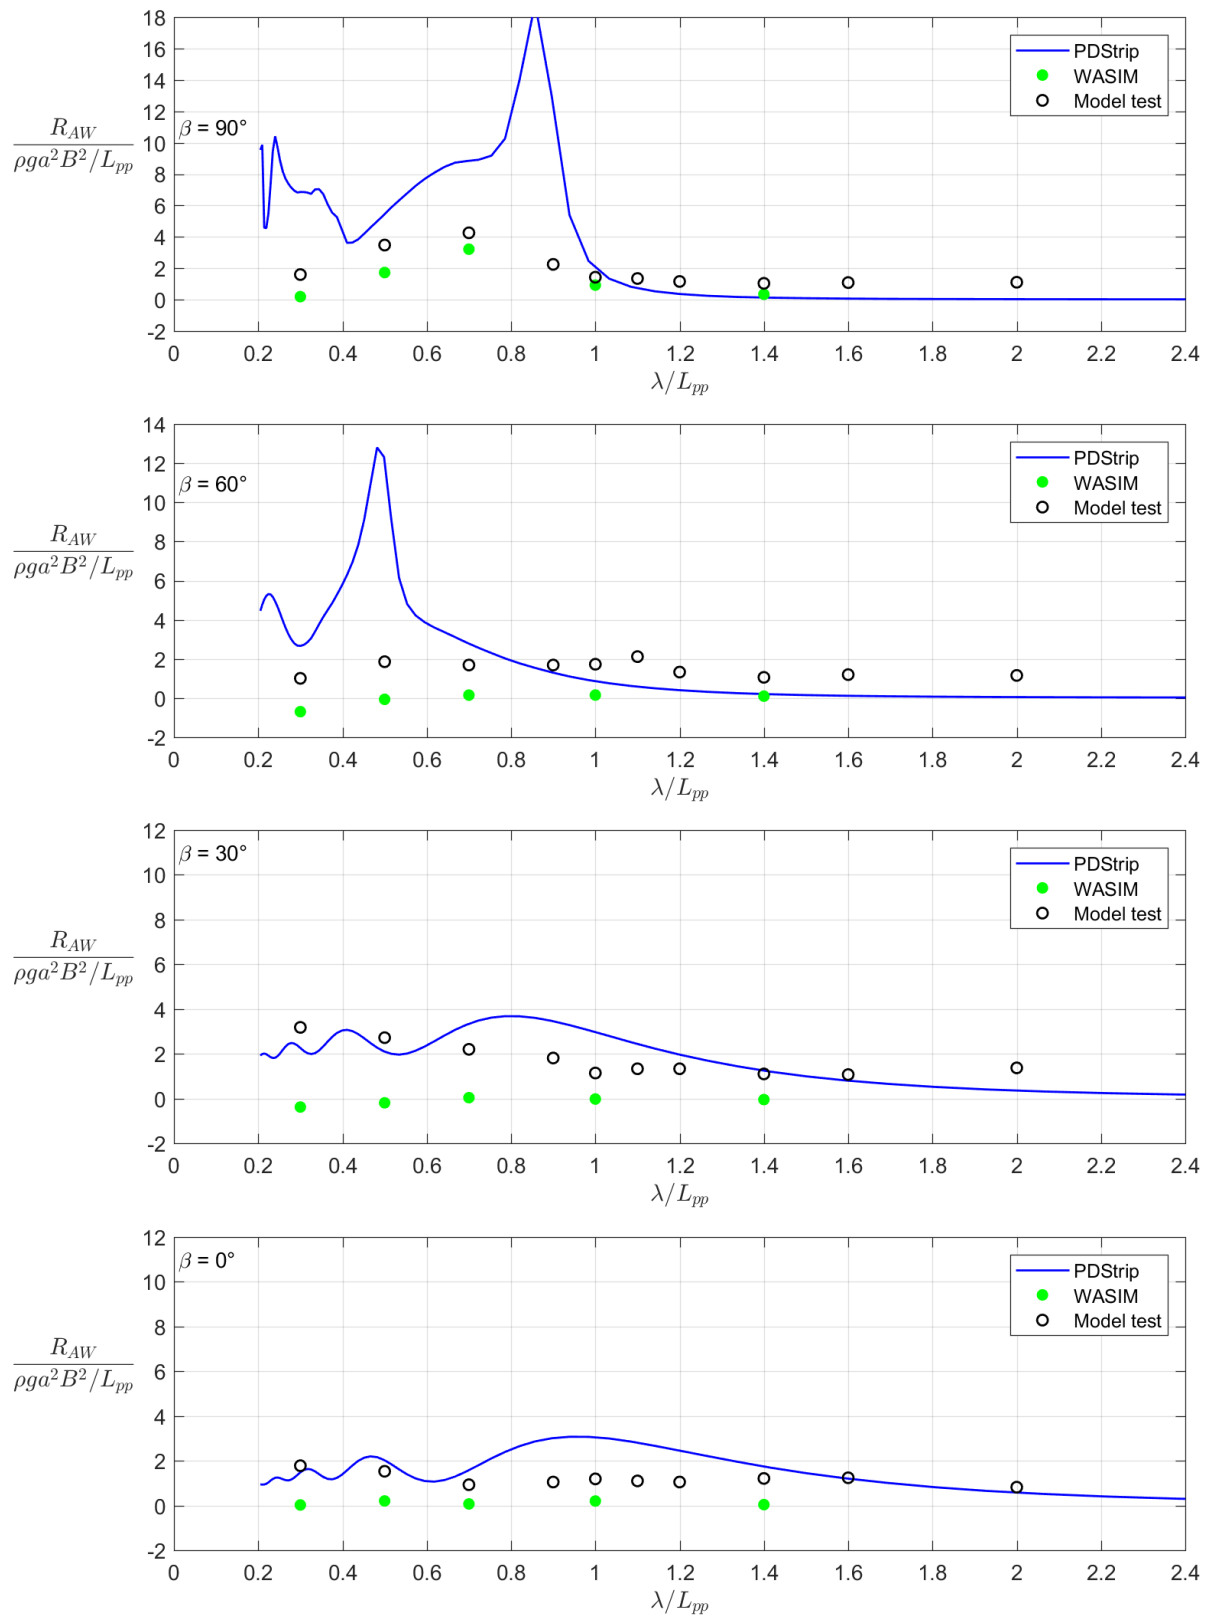 18
16
14
12
10
8
6
4
2
0
-2
R_AW
ρga²B²/L_pp
β = 90°
PDStrip
WASIM
Model test
0 0.2 0.4 0.6 0.8 1 1.2 1.4 1.6 1.8 2 2.2 2.4
λ/L_pp
14
12
10
8
6
4
2
0
-2
R_AW
ρga²B²/L_pp
β = 60°
PDStrip
WASIM
Model test
0 0.2 0.4 0.6 0.8 1 1.2 1.4 1.6 1.8 2 2.2 2.4
λ/L_pp
12
10
8
6
4
2
0
-2
R_AW
ρga²B²/L_pp
β = 30°
PDStrip
WASIM
Model test
0 0.2 0.4 0.6 0.8 1 1.2 1.4 1.6 1.8 2 2.2 2.4
λ/L_pp
12
10
8
6
4
2
0
-2
R_AW
ρga²B²/L_pp
β = 0°
PDStrip
WASIM
Model test
0 0.2 0.4 0.6 0.8 1 1.2 1.4 1.6 1.8 2 2.2 2.4
λ/L_pp